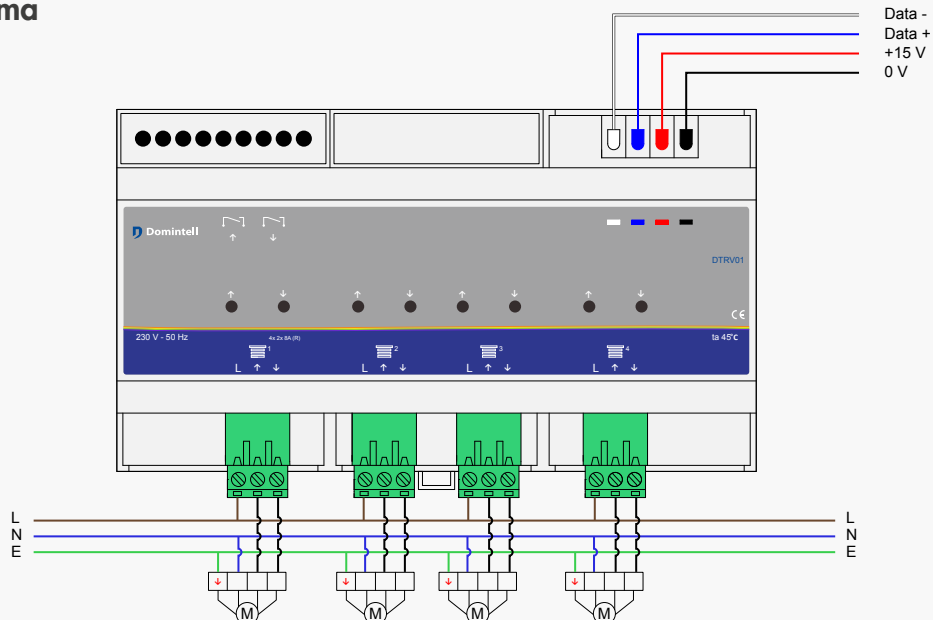 ma
Data -
Data +
+15 V
0 V
Domintell
DTRV01
CE
230 V - 50 Hz
4x 2x 8A (R)
ta 45°c
1
2
3
4
L ↑ ↓
L ↑ ↓
L ↑ ↓
L ↑ ↓
L
L
N
N
E
E
M
M
M
M